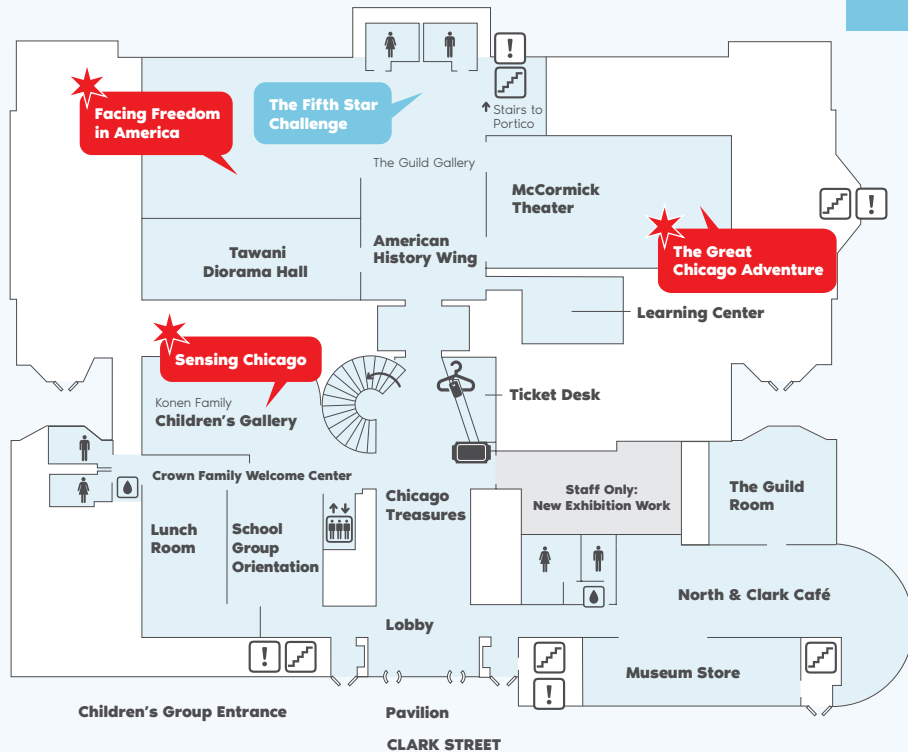 Facing Freedom
in America
The Fifth Star
Challenge
!
Stairs to
Portico
The Guild Gallery
McCormick
Theater
!
Tawani
Diorama Hall
American
History Wing
The Great
Chicago Adventure
Learning Center
Sensing Chicago
Konen Family
Children's Gallery
Ticket Desk
Crown Family Welcome Center
Lunch
Room
School
Group
Orientation
Chicago
Treasures
Staff Only:
New Exhibition Work
The Guild
Room
North & Clark Café
Lobby
!
!
Museum Store
Children's Group Entrance
Pavilion
CLARK STREET